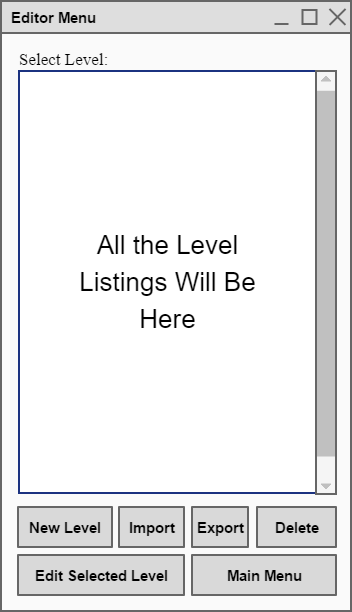 Editor Menu
Select Level:
All the Level
Listings Will Be
Here
New Level Import Export Delete
Edit Selected Level Main Menu